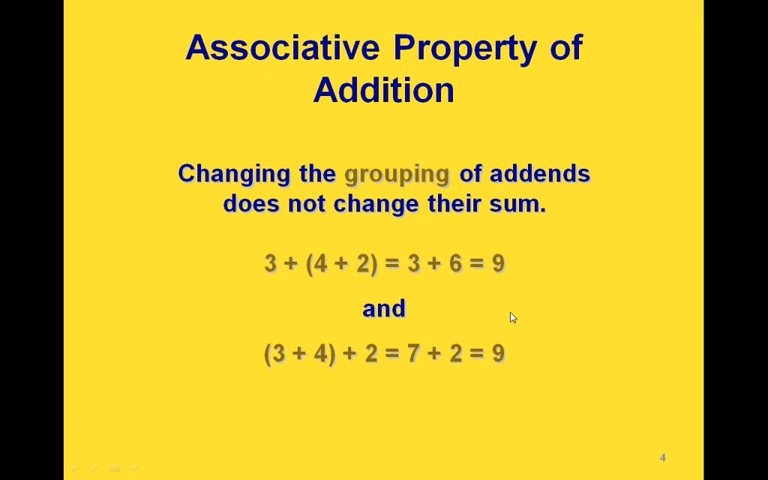 Associative Property of
Addition
Changing the grouping of addends
does not change their sum.
3 + (4 + 2) = 3 + 6 = 9
and
(3 + 4) + 2 = 7 + 2 = 9
4